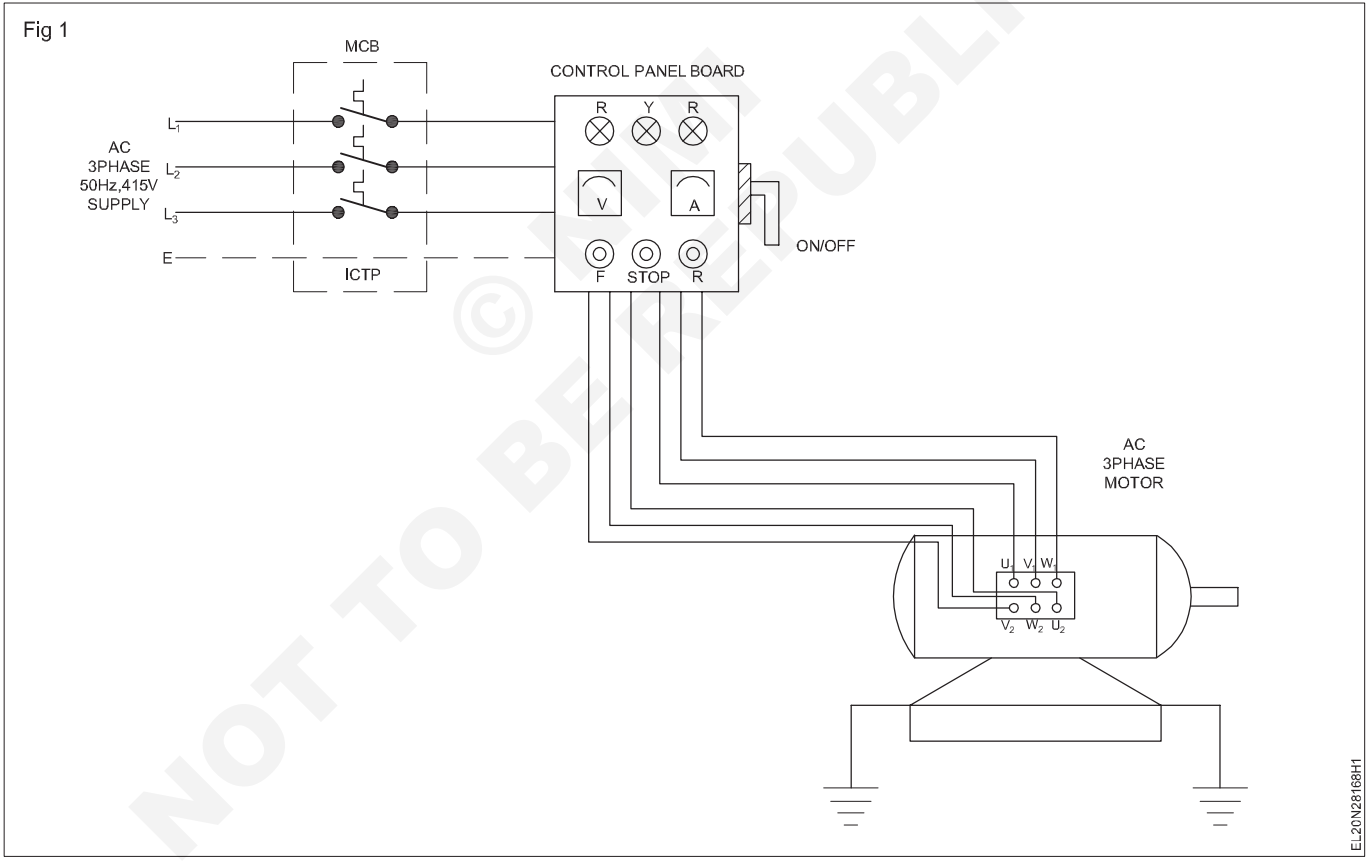 Fig 1
MCB
CONTROL PANEL BOARD
R Y R
L1
AC
3PHASE
50Hz,415V
SUPPLY
L2
L3
V
A
ON/OFF
E
ICTP
F STOP R
AC
3PHASE
MOTOR
U1 V1 W1
V2 W2 U2
© NIMI
NOT TO BE REPUBLI
EL20N28168H1